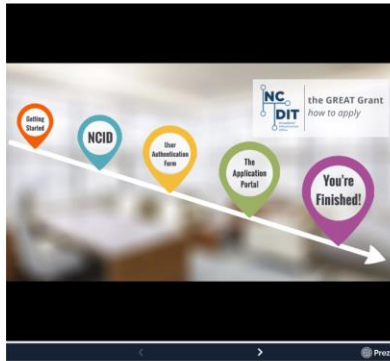 NC
DIT
the GREAT Grant
how to apply
Getting
Started
NCID
User
Authentication
Form
The
Application
Portal
You're
Finished!
Prez